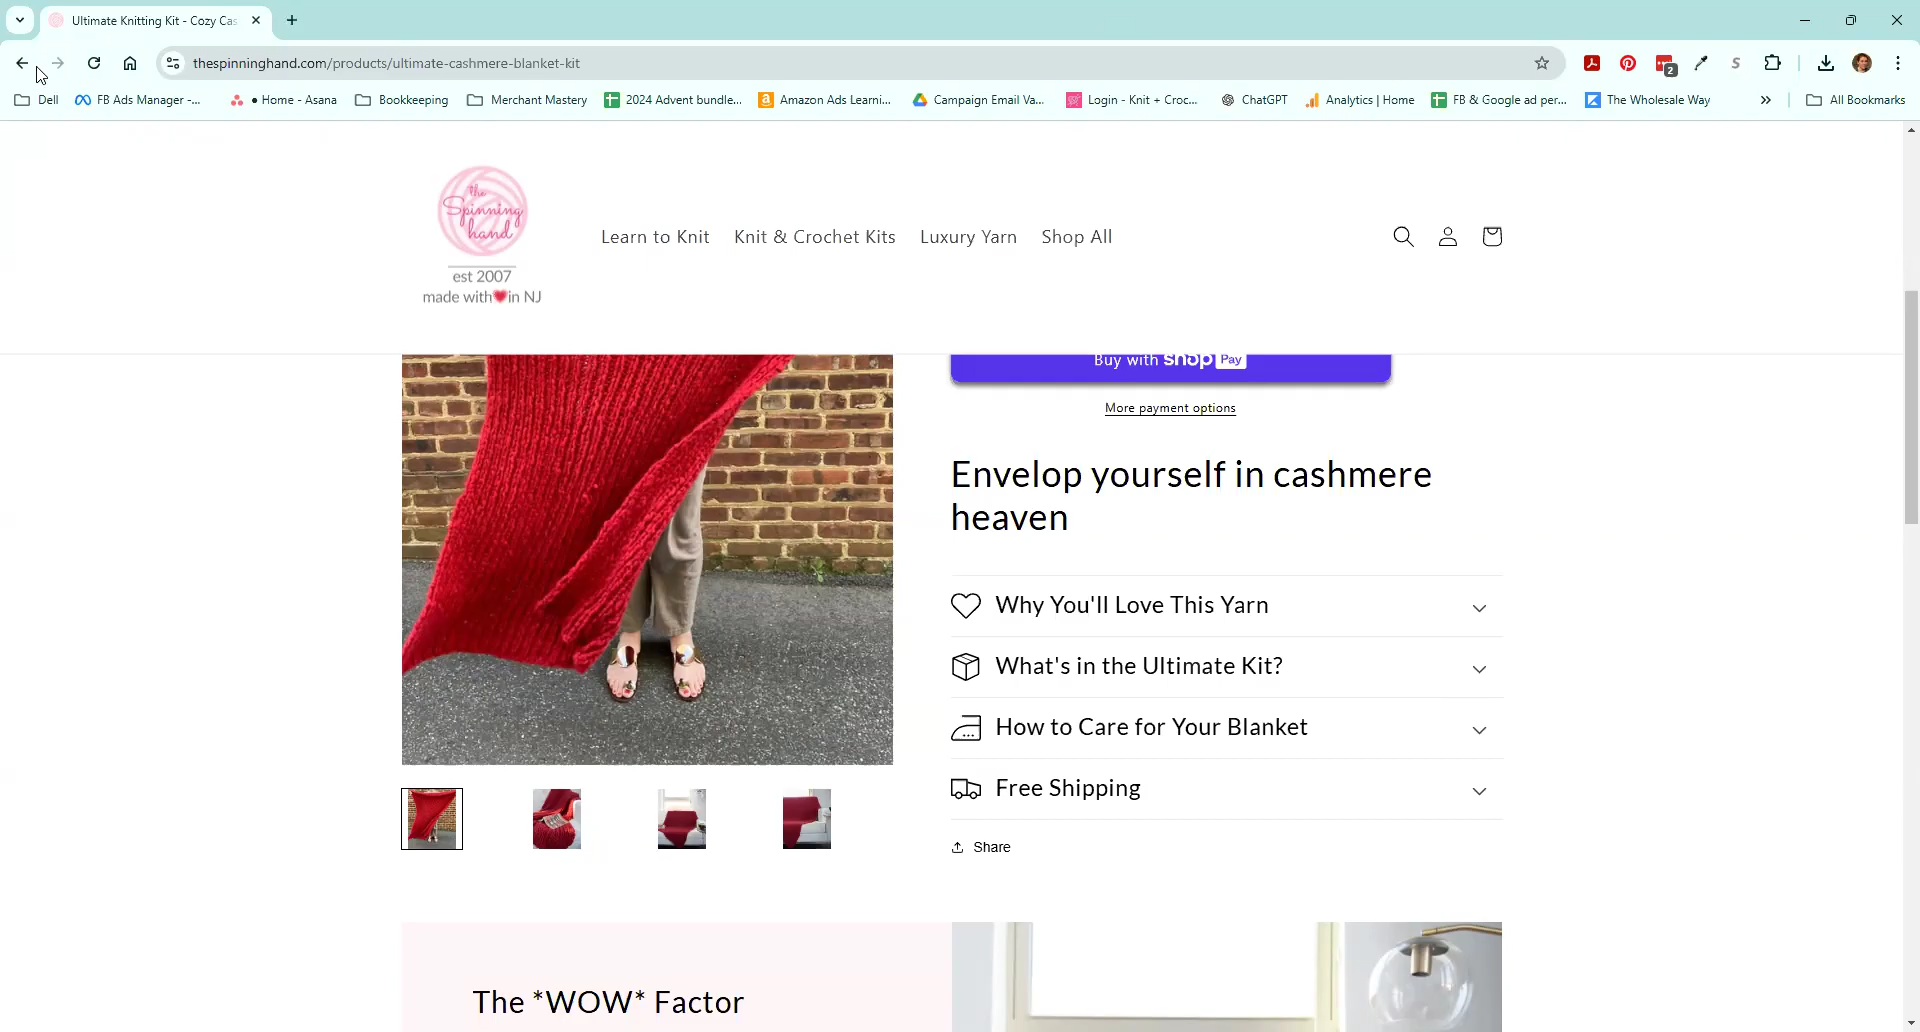 Ultimate Knitting Kit - Cozy Cas
thespinninghand.com/products/ultimate-cashmere-blanket-kit
2
S
Dell
FB Ads Manager -...
• Home - Asana
Bookkeeping
Merchant Mastery
2024 Advent bundle...
Amazon Ads Learni...
Campaign Email Va...
Login - Knit + Croc...
ChatGPT
Analytics | Home
FB & Google ad per...
The Wholesale Way
All Bookmarks
the
Spinning
hand
est 2007
made with❤in NJ
Learn to Knit
Knit & Crochet Kits
Luxury Yarn
Shop All
Buy with shop Pay
More payment options
Envelop yourself in cashmere
heaven
Why You'll Love This Yarn
What's in the Ultimate Kit?
How to Care for Your Blanket
Free Shipping
Share
The *WOW* Factor